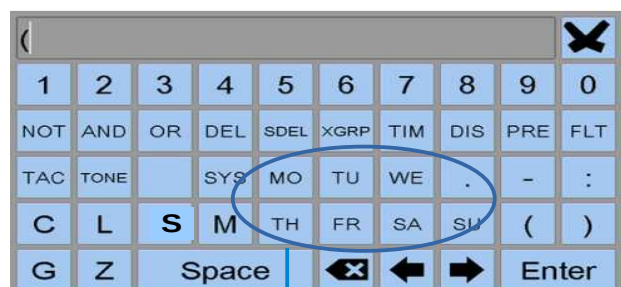 (
1 2 3 4 5 6 7 8 9 0
NOT AND OR DEL SDEL XGRP TIM DIS PRE FLT
TAC TONE SYS MO TU WE . - :
C L S M TH FR SA SU ( )
G Z Space Enter